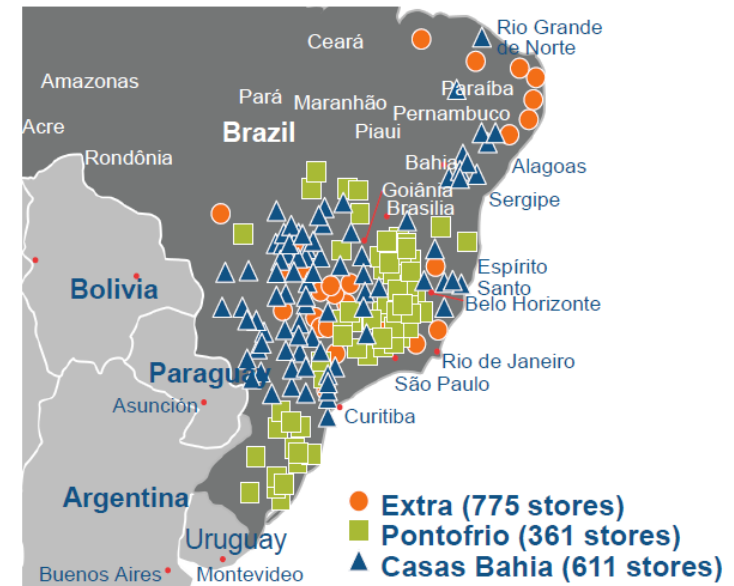 Rio Grande
de Norte
Ceará
Amazonas
Paraíba
Pará
Maranhão
Pernambuco
Acre
Brazil
Piaui
Rondônia
Bahia
Alagoas
Goiânia
Sergipe
Brasilia
Espírito
Santo
Bolivia
Belo Horizonte
Rio de Janeiro
Paraguay
São Paulo
Asunción
Curitiba
Argentina
Extra (775 stores)
Pontofrio (361 stores)
Uruguay
Casas Bahia (611 stores)
Buenos Aires
Montevideo